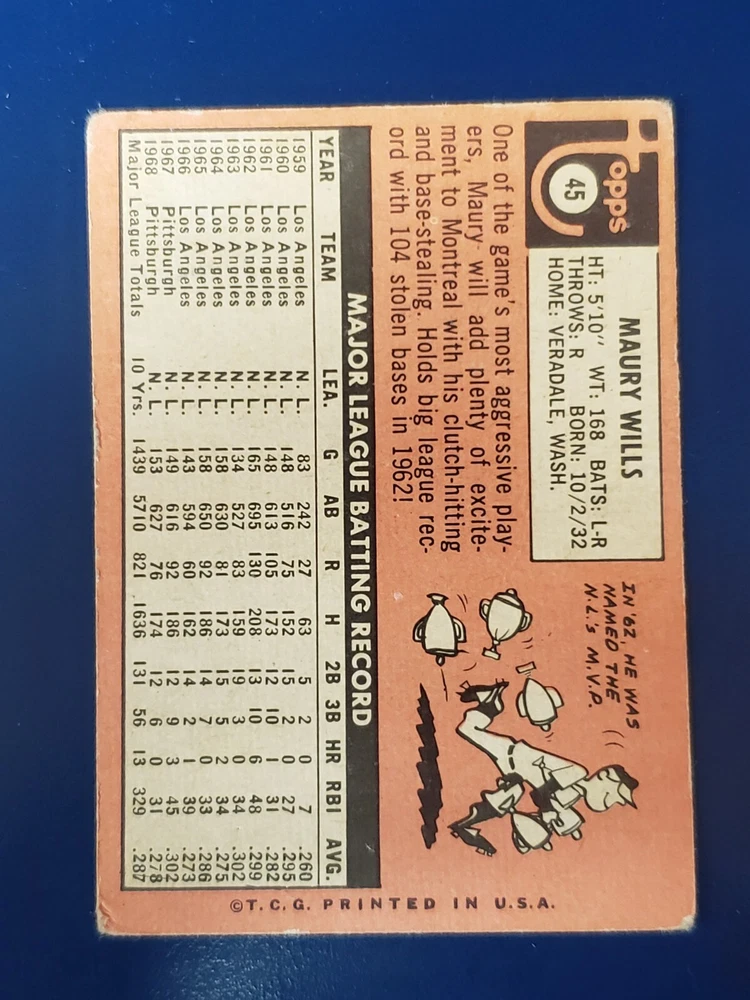 Topps
45
MAURY WILLS
HT: 5'10" WT: 168 BATS: L-R
THROWS: R BORN: 10/2/32
HOME: VERADALE, WASH.
One of the game's most aggressive play-
ers, Maury will add plenty of excite-
ment to Montreal with his clutch-hitting
and base-stealing. Holds big league rec-
ord with 104 stolen bases in 1962!
IN '62, HE WAS
NAMED THE
N.L.'S M.V.P.
MAJOR LEAGUE BATTING RECORD
YEAR TEAM LEA. G AB R H 2B 3B HR RBI AVG.
1959 Los Angeles N. L. 83 242 27 63 5 2 0 7 .260
1960 Los Angeles N. L. 148 516 75 152 15 2 0 27 .295
1961 Los Angeles N. L. 148 613 105 173 12 10 1 31 .282
1962 Los Angeles N. L. 165 695 130 208 13 10 6 48 .299
1963 Los Angeles N. L. 134 527 83 159 19 3 0 34 .302
1964 Los Angeles N. L. 158 630 81 173 15 5 2 34 .275
1965 Los Angeles N. L. 158 650 92 186 14 7 0 33 .286
1966 Los Angeles N. L. 143 594 60 162 14 2 1 39 .273
1967 Pittsburgh N. L. 149 616 92 186 12 9 3 45 .302
1968 Pittsburgh N. L. 153 627 76 174 12 6 0 31 .278
Major League Totals 10 Yrs. 1439 5710 821 1636 131 56 13 329 .287
©T.C.G. PRINTED IN U.S.A.